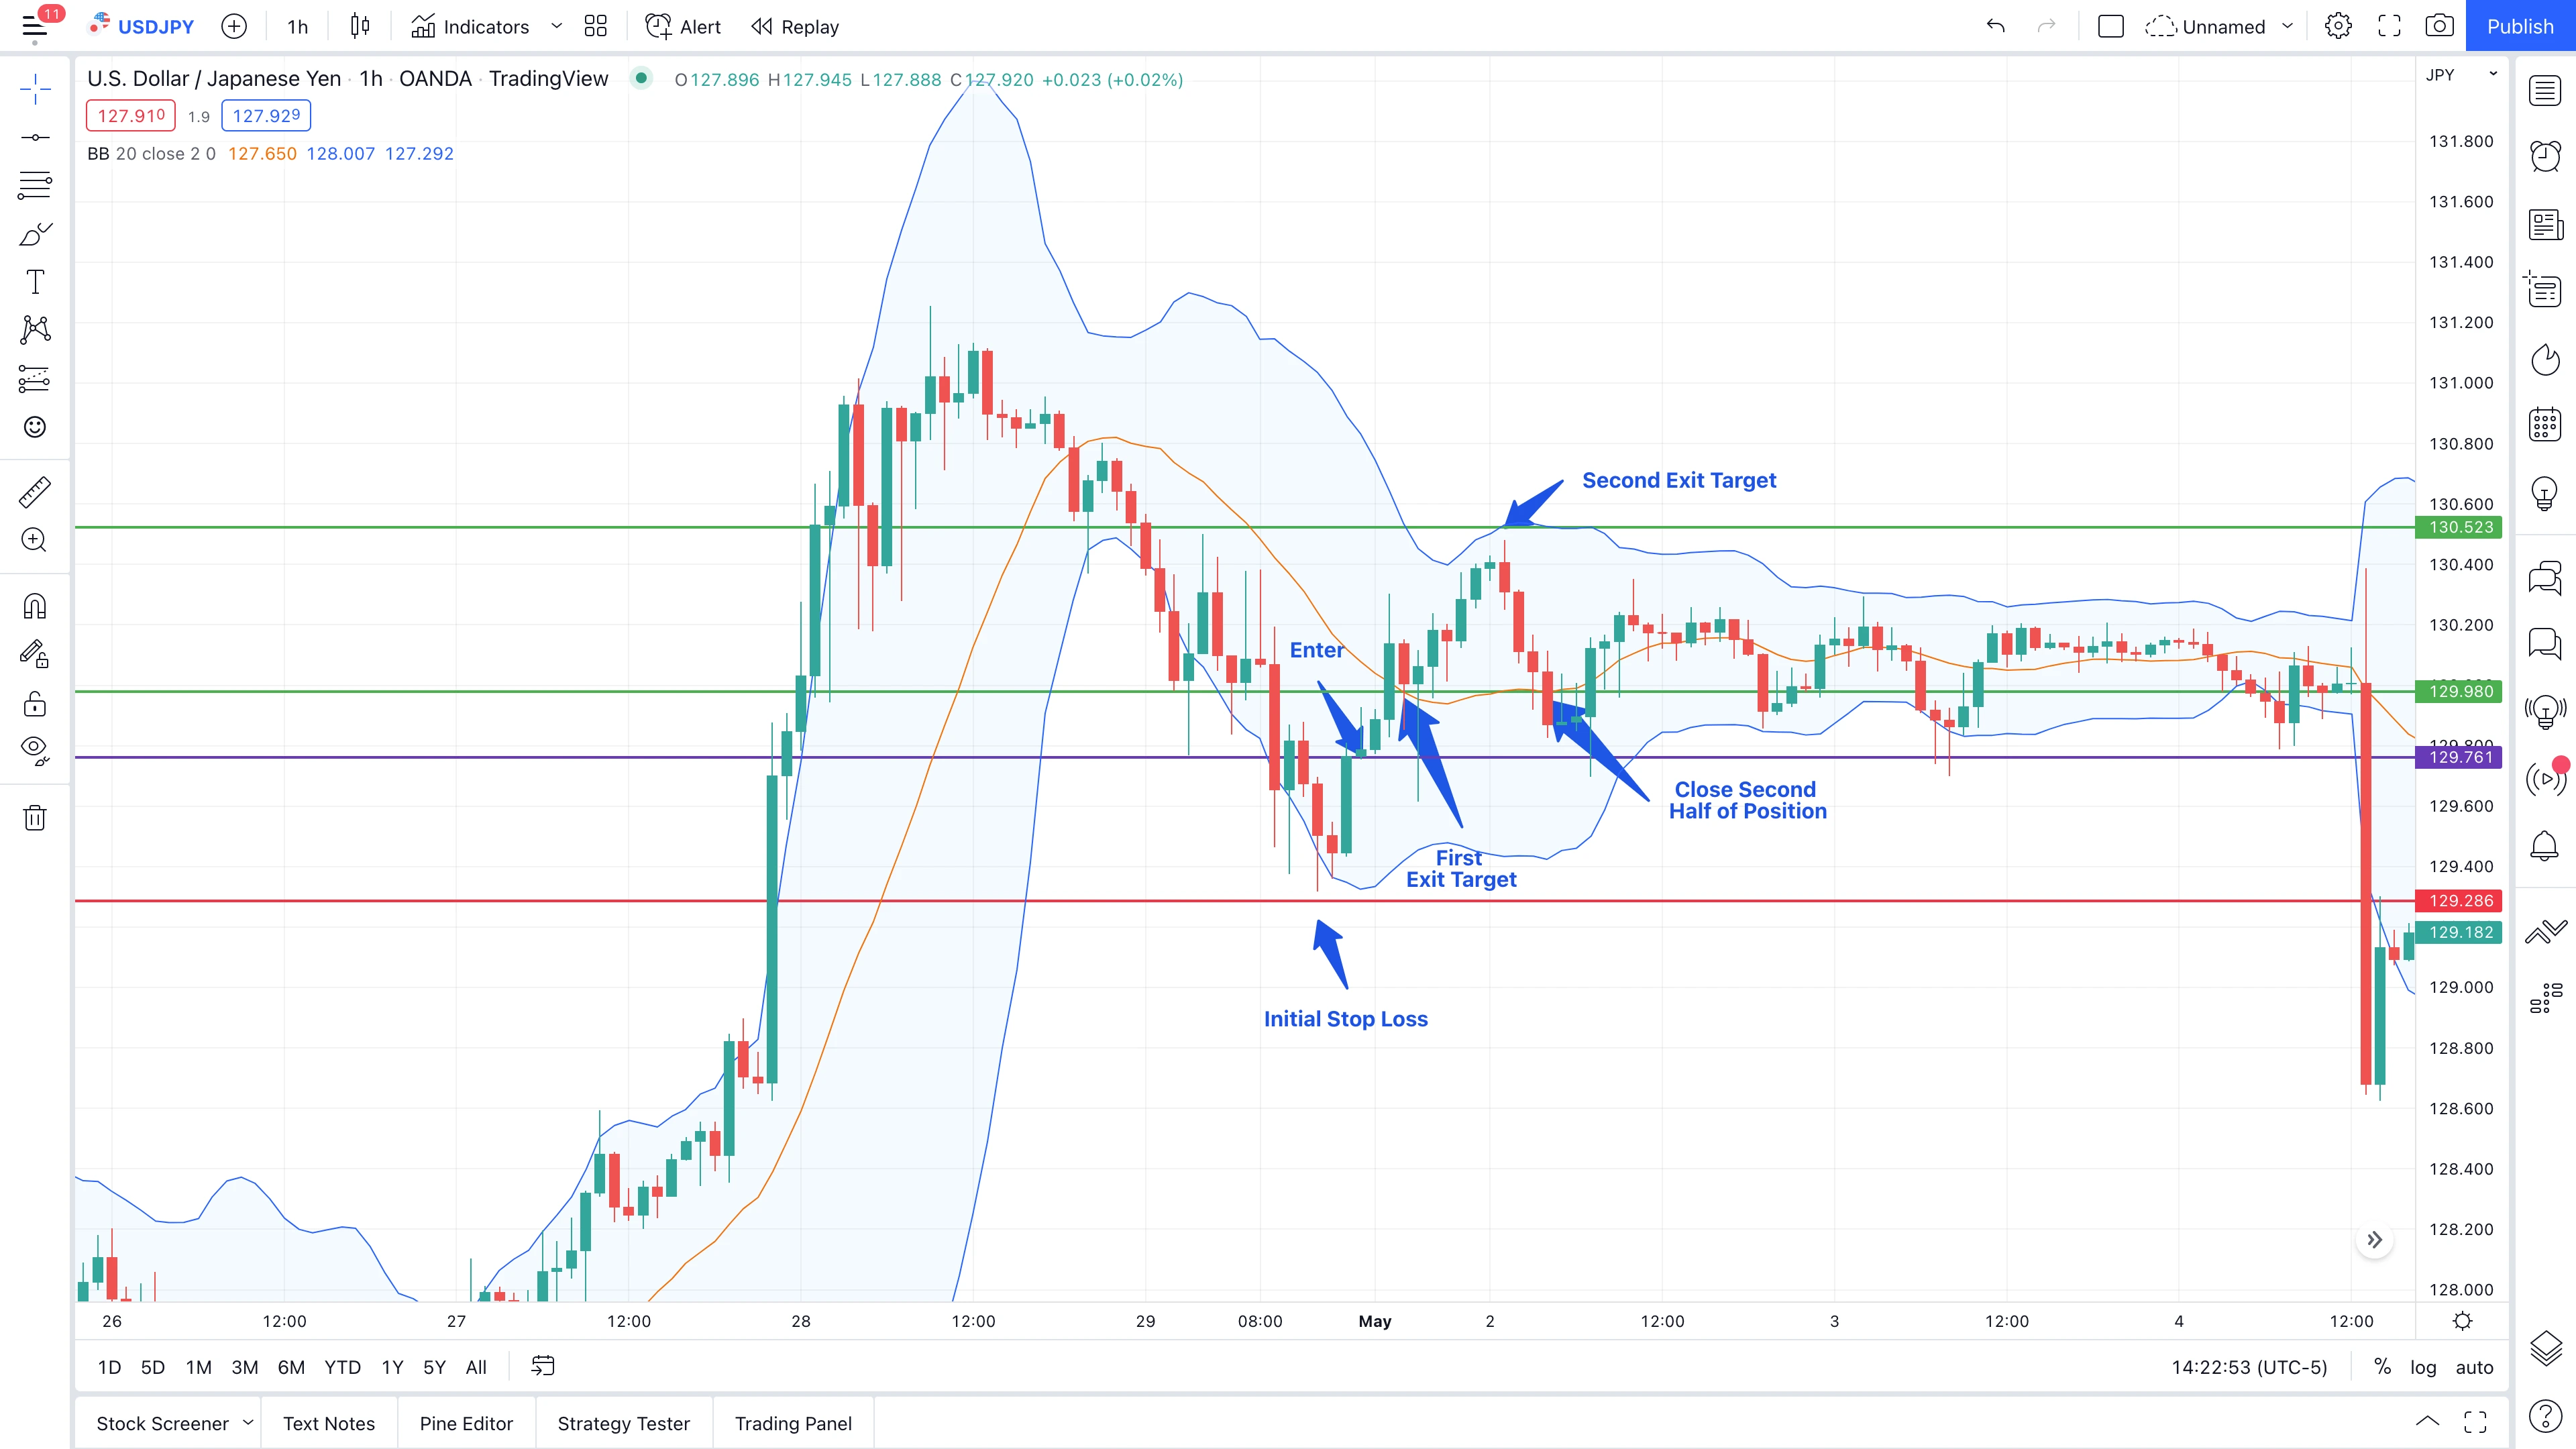 11
USDJPY 1h Indicators Alert Replay Unnamed Publish
U.S. Dollar / Japanese Yen · 1h · OANDA · TradingView O127.896 H127.945 L127.888 C127.920 +0.023 (+0.02%) JPY
127.910 1.9 127.929
BB 20 close 2 0 127.650 128.007 127.292
131.800
131.600
131.400
131.200
131.000
130.800
130.600
130.523
130.400
130.200
129.980
129.800
129.761
129.600
129.400
129.286
129.182
129.000
128.800
128.600
128.400
128.200
128.000
Second Exit Target
Enter
Close Second
Half of Position
First
Exit Target
Initial Stop Loss
26 12:00 27 12:00 28 12:00 29 08:00 May 2 12:00 3 12:00 4 12:00
1D 5D 1M 3M 6M YTD 1Y 5Y All 14:22:53 (UTC-5) % log auto
Stock Screener Text Notes Pine Editor Strategy Tester Trading Panel